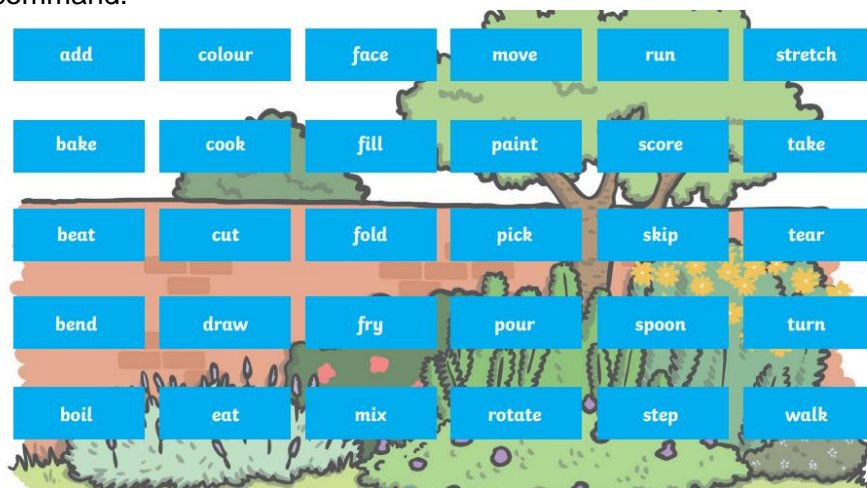 command.
add colour face move run stretch
bake cook fill paint score take
beat cut fold pick skip tear
bend draw fry pour spoon turn
boil eat mix rotate step walk